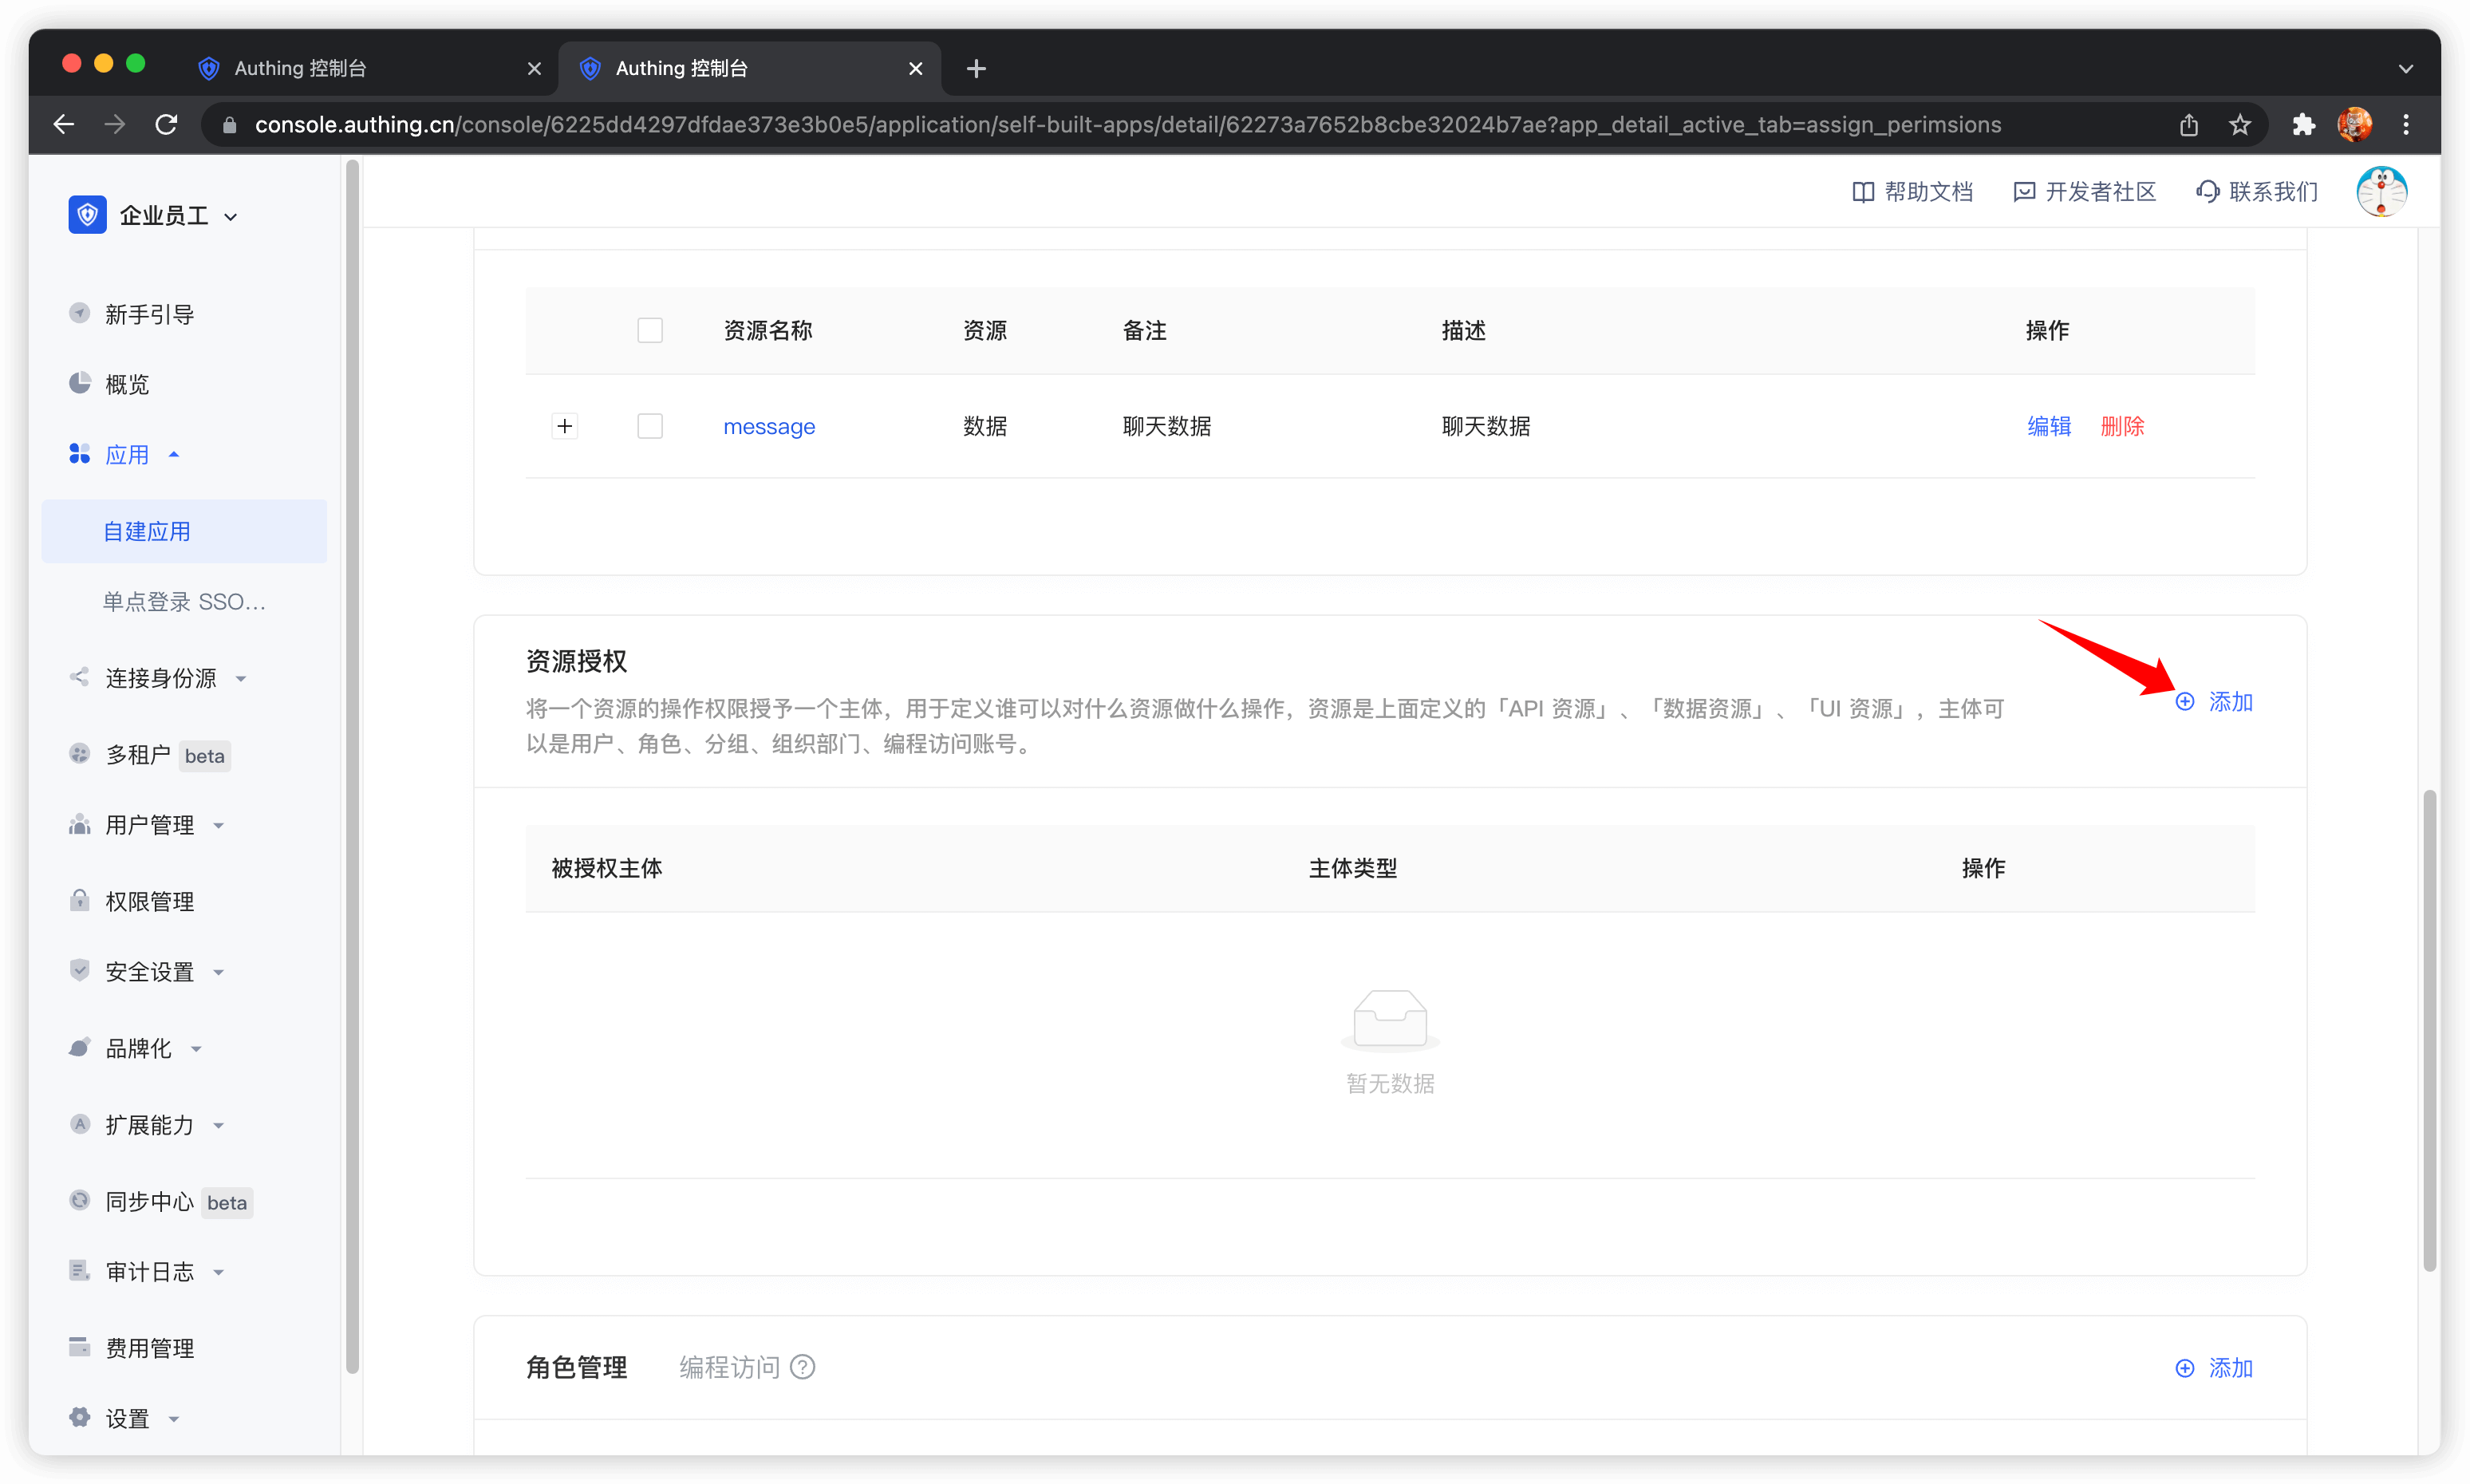 Authing 控制台
Authing 控制台
console.authing.cn/console/6225dd4297dfdae373e3b0e5/application/self-built-apps/detail/62273a7652b8cbe32024b7ae?app_detail_active_tab=assign_perimsions
企业员工
帮助文档
开发者社区
联系我们
新手引导
概览
应用
自建应用
单点登录 SSO...
连接身份源
多租户 beta
用户管理
权限管理
安全设置
品牌化
扩展能力
同步中心 beta
审计日志
费用管理
设置
资源名称 资源 备注 描述 操作
message 数据 聊天数据 聊天数据 编辑 删除
资源授权
将一个资源的操作权限授予一个主体，用于定义谁可以对什么资源做什么操作，资源是上面定义的「API 资源」、「数据资源」、「UI 资源」，主体可
以是用户、角色、分组、组织部门、编程访问账号。
添加
被授权主体 主体类型 操作
暂无数据
角色管理 编程访问 添加